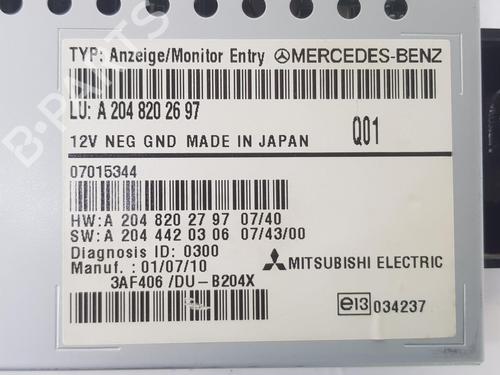 TYP: Anzeige/Monitor Entry MERCEDES-BENZ
LU: A 204 820 26 97
12V NEG GND MADE IN JAPAN Q01
07015344
HW:A 204 820 27 97 07/40
SW:A 204 442 03 06 07/43/00
Diagnosis ID: 0300
Manuf. : 01/07/10 MITSUBISHI ELECTRIC
3AF406 /DU-B204X
e13 034237
B-PARTS